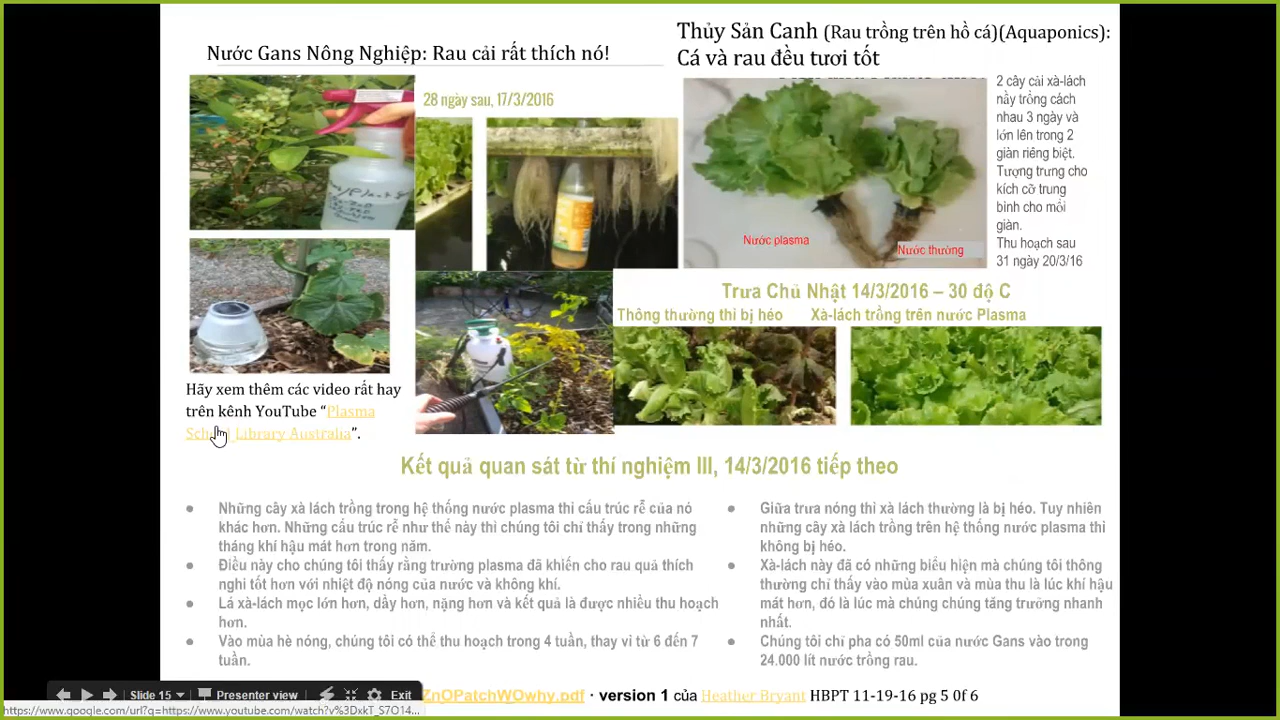 Nước Gans Nông Nghiệp: Rau cải rất thích nó!
Thủy Sản Canh (Rau trồng trên hồ cá)(Aquaponics):
Cá và rau đều tươi tốt
28 ngày sau, 17/3/2016
2 cây cải xà-lách
nầy trồng cách
nhau 3 ngày và
lớn lên trong 2
giàn riêng biệt.
Tượng trưng cho
kích cỡ trung
bình cho mổi
giàn.
Thu hoạch sau
31 ngày 20/3/16
Nước plasma
Nước thường
Trưa Chủ Nhật 14/3/2016 – 30 độ C
Thông thường thì bị héo
Xà-lách trồng trên nước Plasma
Hãy xem thêm các video rất hay
trên kênh YouTube “Plasma
School Library Australia”.
Kết quả quan sát từ thí nghiệm III, 14/3/2016 tiếp theo
● Những cây xà lách trồng trong hệ thống nước plasma thì cấu trúc rễ của nó
khác hơn. Những cấu trúc rễ như thế này thì chúng tôi chỉ thấy trong những
tháng khí hậu mát hơn trong năm.
● Điều này cho chúng tôi thấy rằng trường plasma đã khiến cho rau quả thích
nghi tốt hơn với nhiệt độ nóng của nước và không khí.
● Lá xà-lách mọc lớn hơn, dầy hơn, nặng hơn và kết quả là được nhiều thu hoạch
hơn.
● Vào mùa hè nóng, chúng tôi có thể thu hoạch trong 4 tuần, thay vì từ 6 đến 7
tuần.
● Giữa trưa nóng thì xà lách thường là bị héo. Tuy nhiên
những cây xà lách trồng trên hệ thống nước plasma thì
không bị héo.
● Xà-lách này đã có những biểu hiện mà chúng tôi thông
thường chỉ thấy vào mùa xuân và mùa thu là lúc khí hậu
mát hơn, đó là lúc mà chúng chúng tăng trưởng nhanh
nhất.
● Chúng tôi chỉ pha có 50ml của nước Gans vào trong
24.000 lít nước trồng rau.
Slide 15
Presenter view
Exit
ZnOPatchWOwhy.pdf · version 1 của Heather Bryant HBPT 11-19-16 pg 5 0f 6
https://www.google.com/url?q=https://www.youtube.com/watch?v%3DxkT_S7O14...